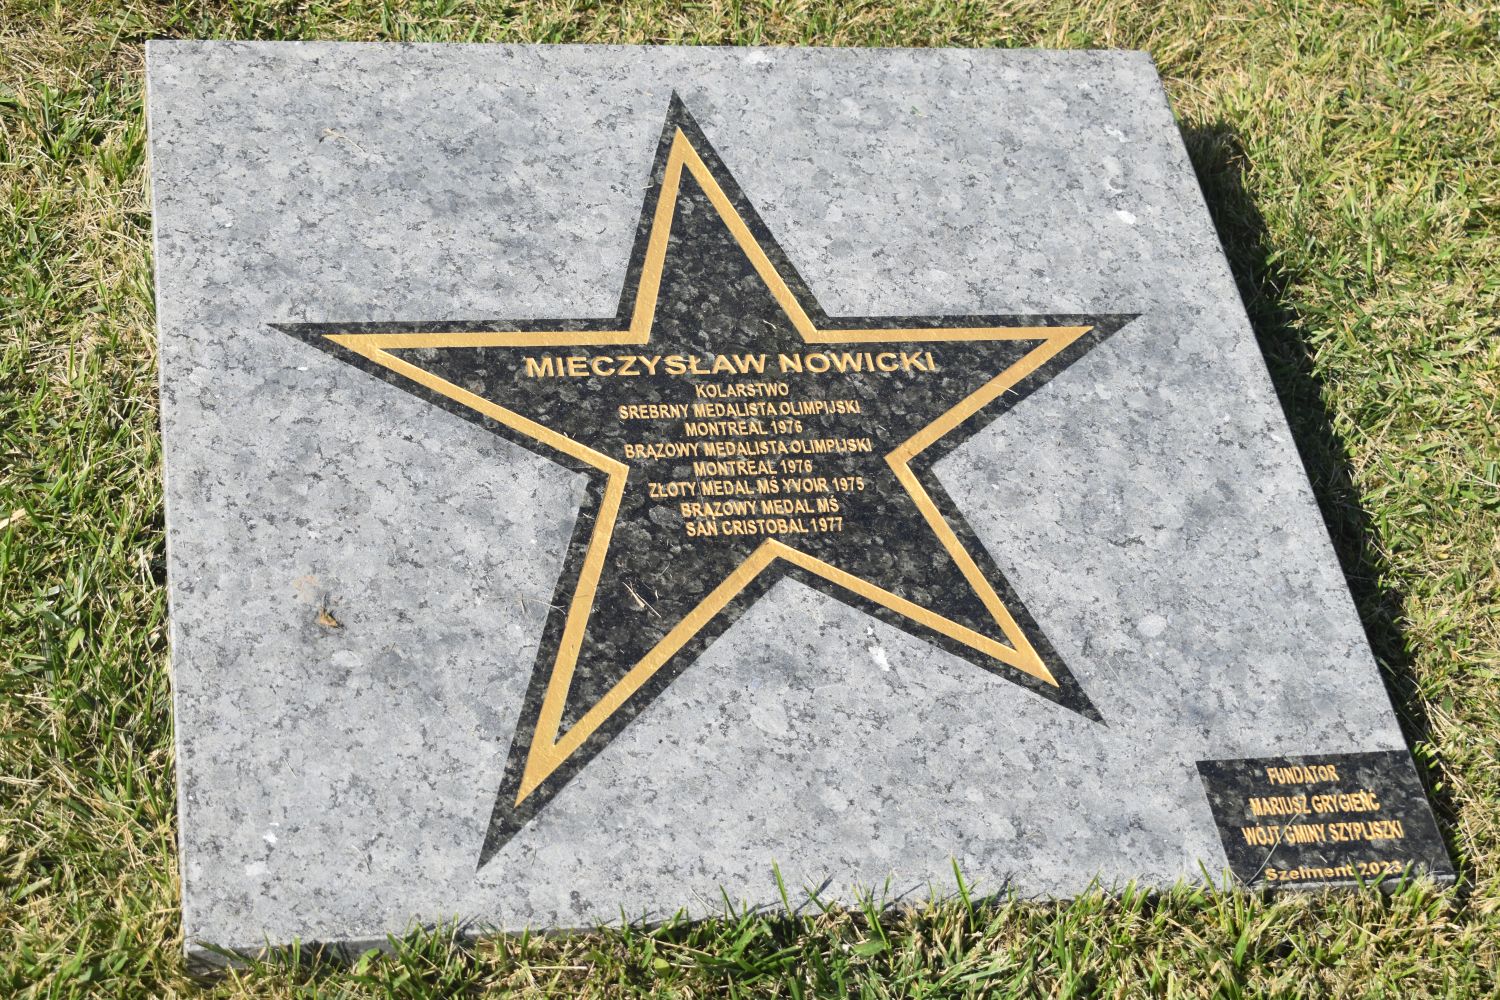 MIECZYSŁAW NOWICKI
KOLARSTWO
SREBRNY MEDALISTA OLIMPIJSKI
MONTREAL 1976
BRĄZOWY MEDALISTA OLIMPIJSKI
MONTREAL 1976
ZŁOTY MEDAL MŚ YVOIR 1975
BRĄZOWY MEDAL MŚ
SAN CRISTOBAL 1977
FUNDATOR
MARIUSZ GRYGIEŃĆ
WÓJT GMINY SZYPLISZKI
Szelment 2023